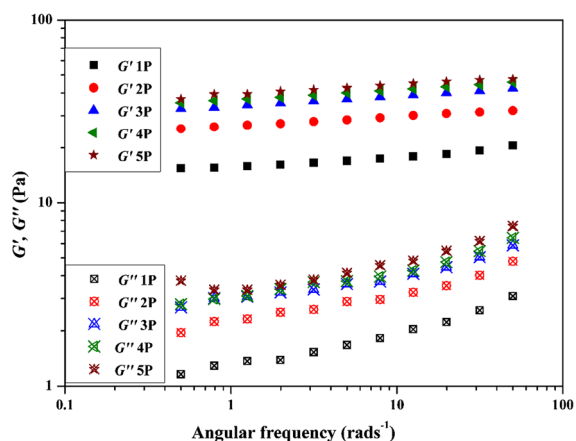 100
G′ 1P
G′ 2P
G′ 3P
G′ 4P
G′ 5P
G′, G″ (Pa)
10
G″ 1P
G″ 2P
G″ 3P
G″ 4P
G″ 5P
1
0.1 1 10 100
Angular frequency (rads⁻¹)